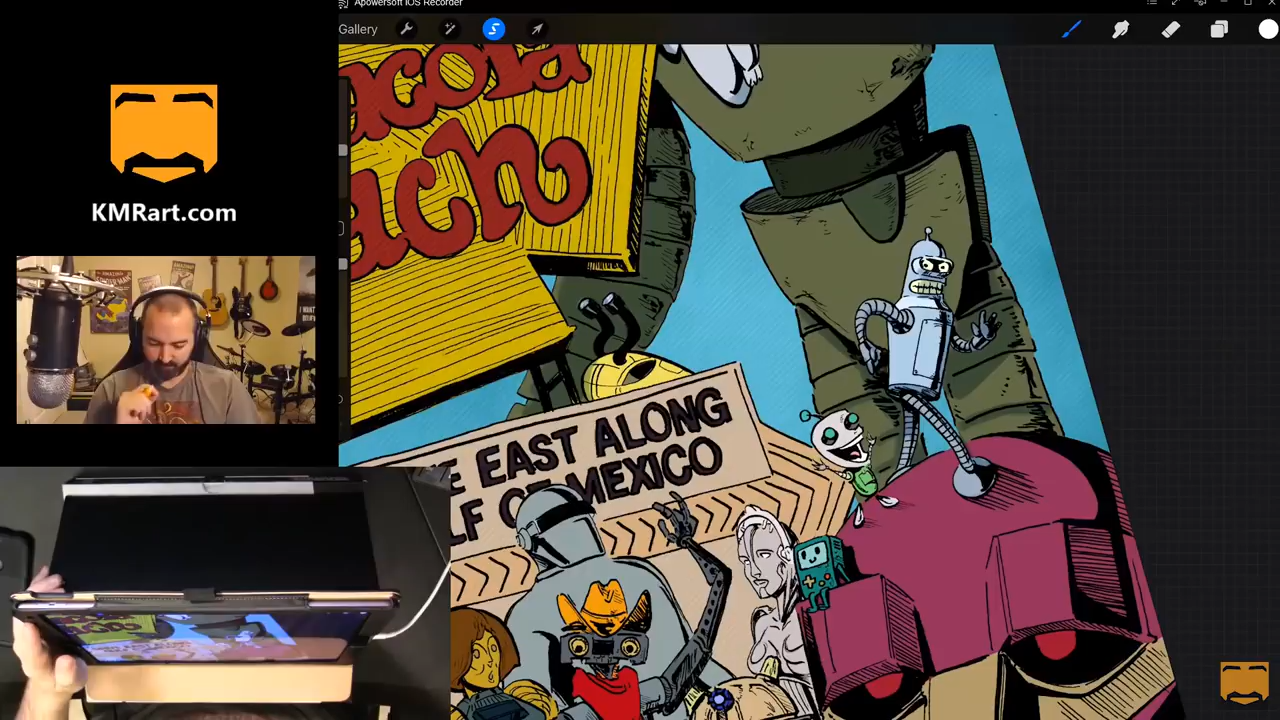 Apowersoft iOS Recorder
Gallery
KMRart.com
acola
ach
E EAST ALONG
LF OF MEXICO